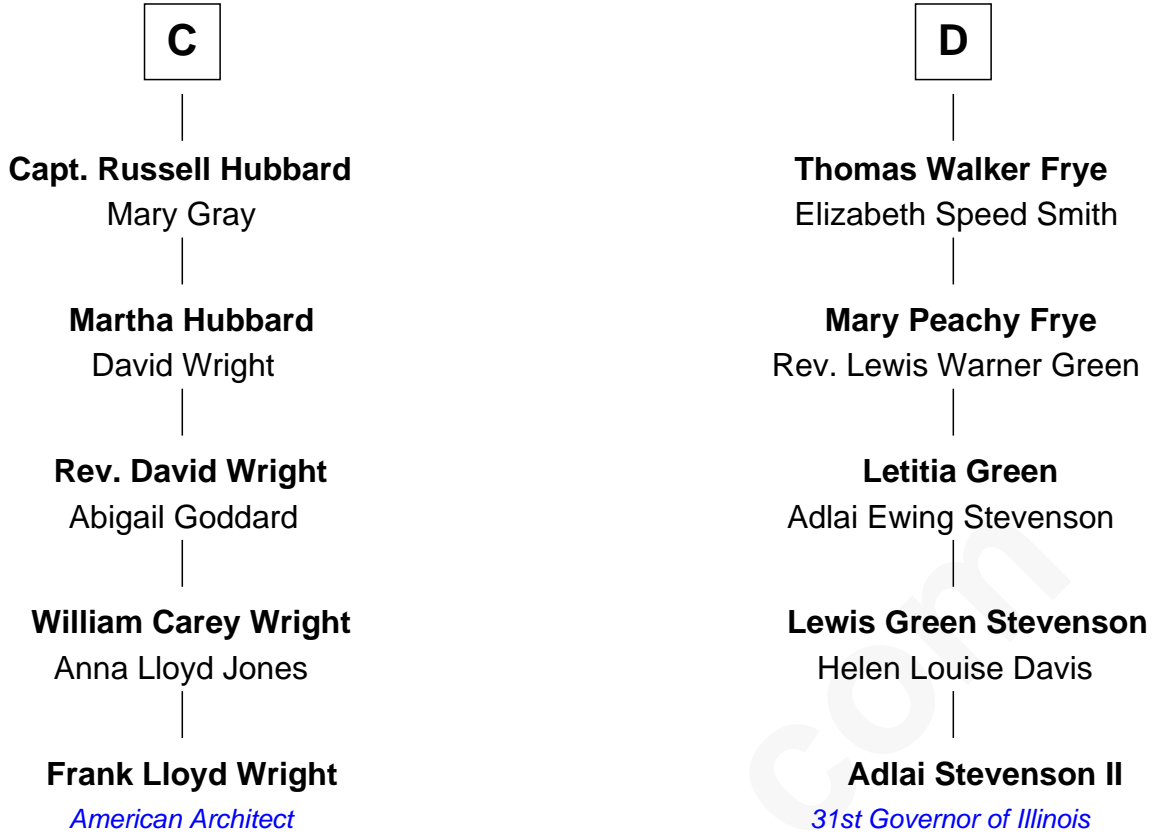 C
Capt. Russell Hubbard
Mary Gray
Martha Hubbard
David Wright
Rev. David Wright
Abigail Goddard
William Carey Wright
Anna Lloyd Jones
Frank Lloyd Wright
American Architect
D
Thomas Walker Frye
Elizabeth Speed Smith
Mary Peachy Frye
Rev. Lewis Warner Green
Letitia Green
Adlai Ewing Stevenson
Lewis Green Stevenson
Helen Louise Davis
Adlai Stevenson II
31st Governor of Illinois
com